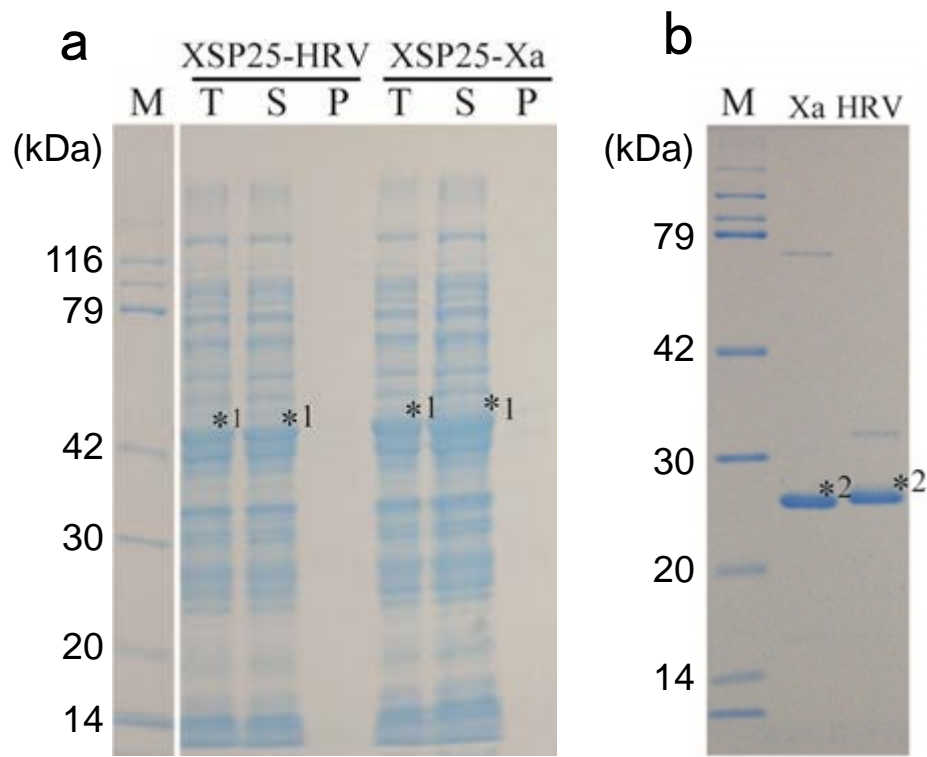 a
XSP25-HRV XSP25-Xa
M T S P T S P
(kDa)
116
79
*1 *1 *1 *1
42
30
20
14
b
M Xa HRV
(kDa)
79
42
30
*2 *2
20
14